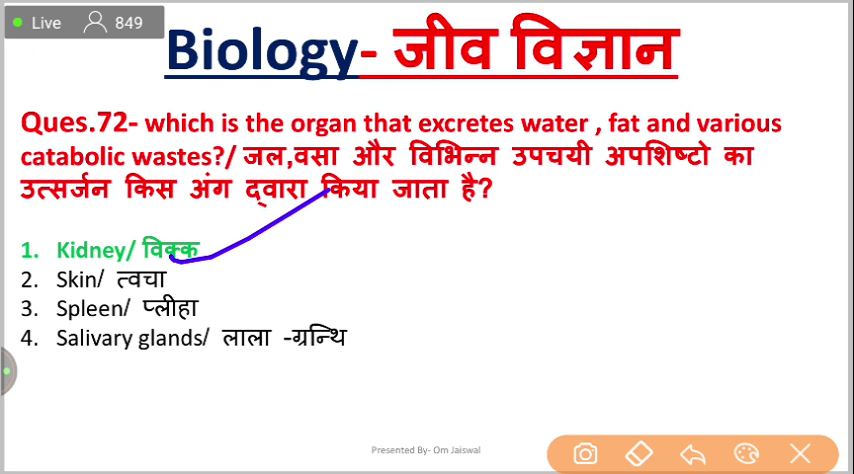 Live 849
Biology- जीव विज्ञान
Ques.72- which is the organ that excretes water , fat and various
catabolic wastes?/ जल,वसा और विभिन्न उपचयी अपशिष्टो का
उत्सर्जन किस अंग द्वारा किया जाता है?
1. Kidney/ विक्क
2. Skin/ त्वचा
3. Spleen/ प्लीहा
4. Salivary glands/ लाला -ग्रन्थि
Presented By- Om Jaiswal